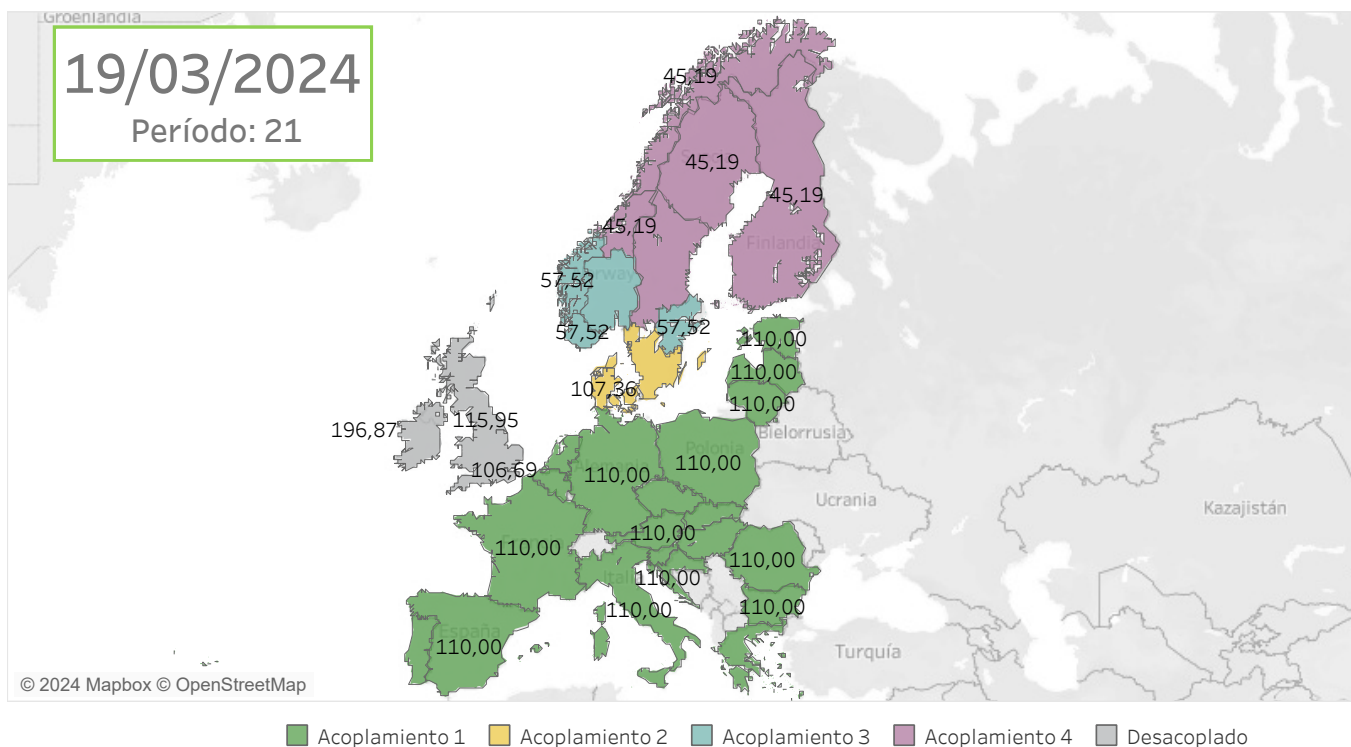 Groenlandia
19/03/2024
Período: 21
45,19
45,19
45,19
45,19
Finlandia
57,52
57,52
57,52
110,00
110,00
110,00
107,36
196,87
115,95
106,69
Bielorrusia
Polonia
110,00
110,00
Ucrania
Kazajistán
110,00
110,00
110,00
110,00
110,00
110,00
España
110,00
Turquía
© 2024 Mapbox © OpenStreetMap
Acoplamiento 1 Acoplamiento 2 Acoplamiento 3 Acoplamiento 4 Desacoplado